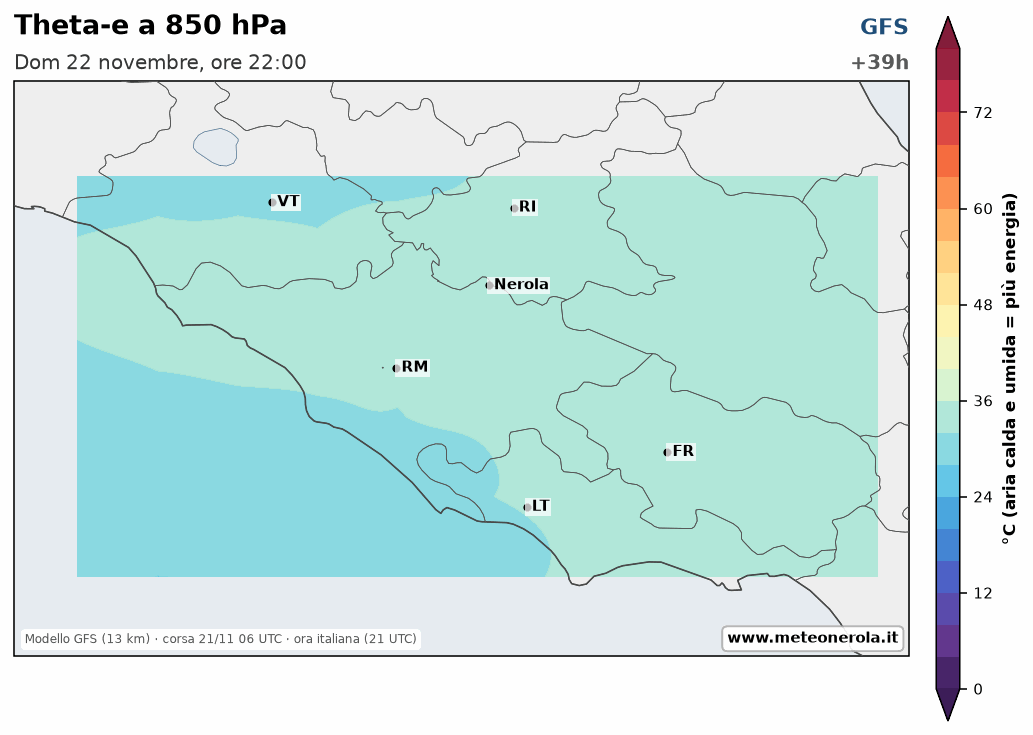 Theta-e a 850 hPa
GFS
Dom 22 novembre, ore 22:00
+39h
VT
RI
Nerola
RM
FR
LT
72
60
48
36
24
12
0
°C (aria calda e umida = più energia)
Modello GFS (13 km) · corsa 21/11 06 UTC · ora italiana (21 UTC)
www.meteonerola.it